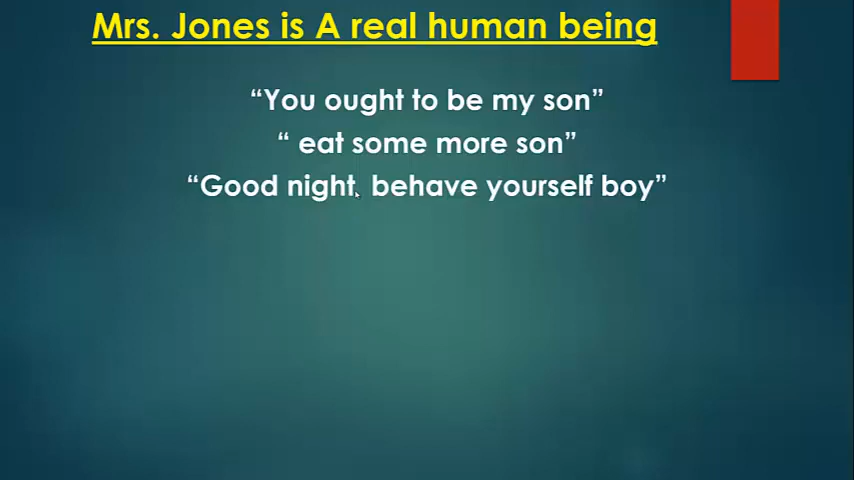 Mrs. Jones is A real human being
“You ought to be my son”
“ eat some more son”
“Good night, behave yourself boy”